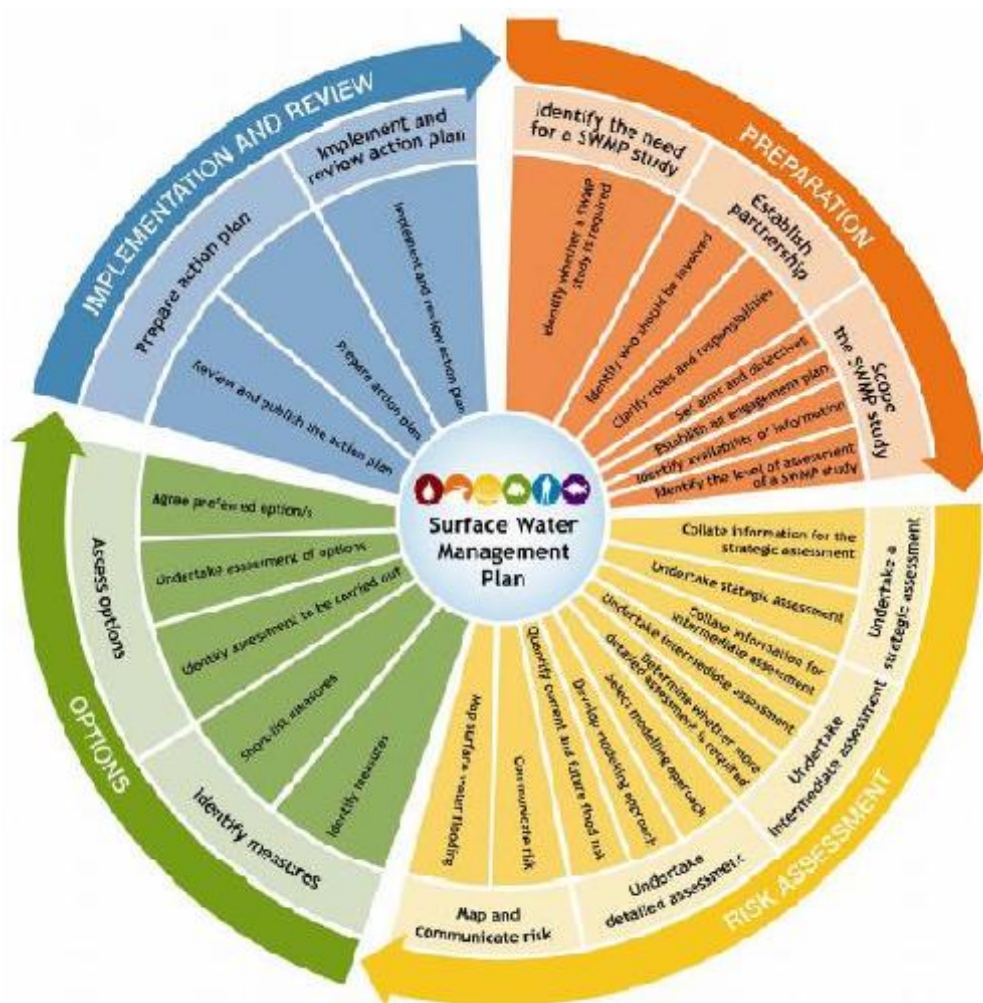 PREPARATION
Identify the need
for a SWMP study
Identify whether a SWMP
study is required
Establish
partnership
Identify who should be involved
Clarify roles and responsibilities
Scope
the SWMP study
Set aims and objectives
Establish an engagement plan
Identify availability of information
Identify the level of assessment
of a SWMP study
RISK ASSESSMENT
Undertake a
strategic assessment
Collate information for the
strategic assessment
Undertake stategic assessment
Undertake
intermediate assessment
Collate information for
intermediate assessment
Undertake intermediate assessment
Determine whether more
detailed assessment is required
Undertake
detailed assessment
Select modelling approach
Develop modelling approach
Quantify current and future flood risk
Map and
communicate risk
Communicate risk
Map surface water flooding
OPTIONS
Identify measures
Identify measures
Short-list measures
Assess options
Identify assessment to be carried out
Undertake assessment of options
Agree preferred option/s
IMPLEMENTATION AND REVIEW
Prepare action plan
Review and publish the action plan
Prepare action plan
Implement and
review action plan
Implement and review action plan
Surface Water
Management
Plan